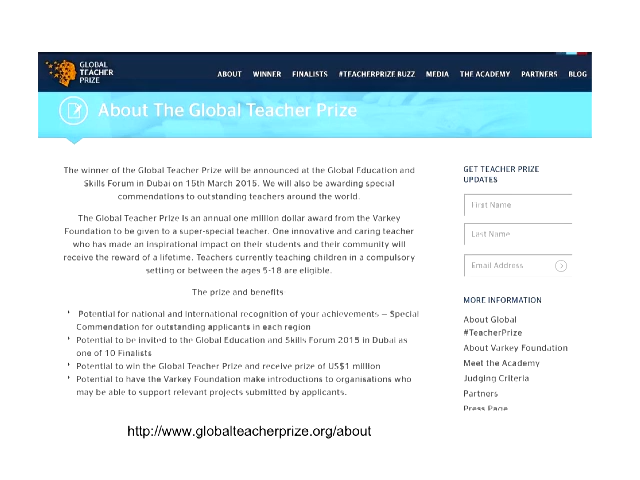 GLOBAL
TEACHER
PRIZE
ABOUT WINNER FINALISTS #TEACHERPRIZE BUZZ MEDIA THE ACADEMY PARTNERS BLOG
About The Global Teacher Prize
The winner of the Global Teacher Prize will be announced at the Global Education and
Skills Forum in Dubai on 15th March 2015. We will also be awarding special
commendations to outstanding teachers around the world.
The Global Teacher Prize is an annual one million dollar award from the Varkey
Foundation to be given to a super-special teacher. One innovative and caring teacher
who has made an inspirational impact on their students and their community will
receive the reward of a lifetime. Teachers currently teaching children in a compulsory
setting or between the ages 5-18 are eligible.
The prize and benefits
Potential for national and international recognition of your achievements – Special
Commendation for outstanding applicants in each region
Potential to be invited to the Global Education and Skills Forum 2015 in Dubai as
one of 10 Finalists
Potential to win the Global Teacher Prize and receive prize of US$1 million
Potential to have the Varkey Foundation make introductions to organisations who
may be able to support relevant projects submitted by applicants.
GET TEACHER PRIZE
UPDATES
First Name
Last Name
Email Address
MORE INFORMATION
About Global
#TeacherPrize
About Varkey Foundation
Meet the Academy
Judging Criteria
Partners
Press Page
http://www.globalteacherprize.org/about